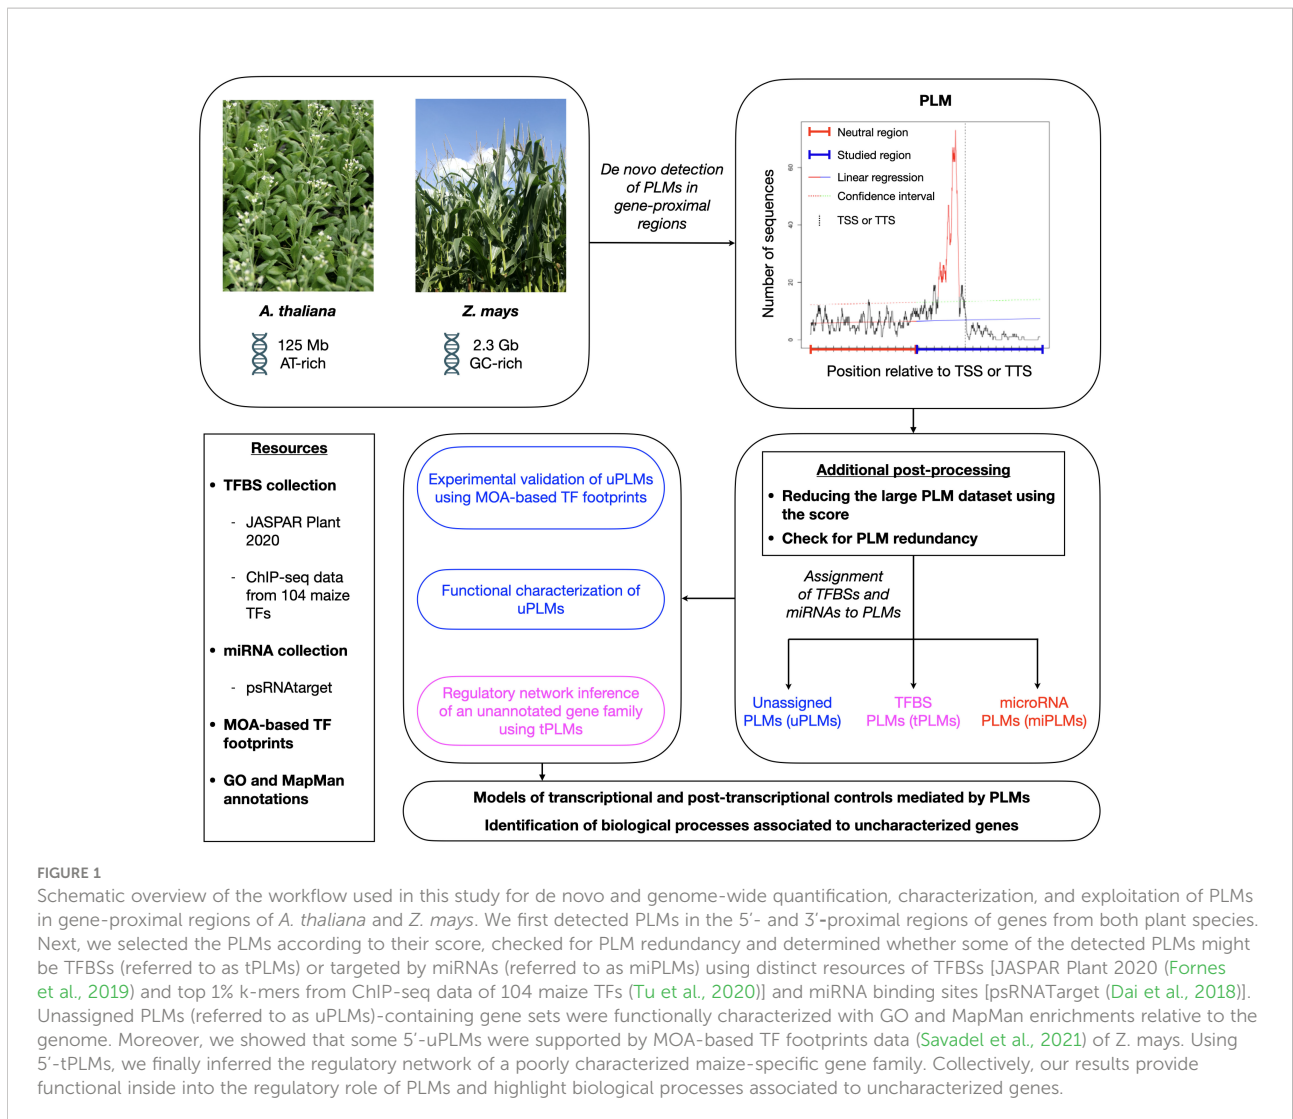 A. thaliana
125 Mb
AT-rich
Z. mays
2.3 Gb
GC-rich
De novo detection
of PLMs in
gene-proximal
regions
PLM
Neutral region
Studied region
Linear regression
Confidence interval
TSS or TTS
Number of sequences
0
20
40
60
Position relative to TSS or TTS
Resources
• TFBS collection
- JASPAR Plant
2020
- ChIP-seq data
from 104 maize
TFs
• miRNA collection
- psRNAtarget
• MOA-based TF
footprints
• GO and MapMan
annotations
Experimental validation of uPLMs
using MOA-based TF footprints
Functional characterization of
uPLMs
Regulatory network inference
of an unannotated gene family
using tPLMs
Additional post-processing
• Reducing the large PLM dataset using
the score
• Check for PLM redundancy
Assignment
of TFBSs and
miRNAs to PLMs
Unassigned
PLMs (uPLMs)
TFBS
PLMs (tPLMs)
microRNA
PLMs (miPLMs)
Models of transcriptional and post-transcriptional controls mediated by PLMs
Identification of biological processes associated to uncharacterized genes
FIGURE 1
Schematic overview of the workflow used in this study for de novo and genome-wide quantification, characterization, and exploitation of PLMs
in gene-proximal regions of A. thaliana and Z. mays. We first detected PLMs in the 5′- and 3′-proximal regions of genes from both plant species.
Next, we selected the PLMs according to their score, checked for PLM redundancy and determined whether some of the detected PLMs might
be TFBSs (referred to as tPLMs) or targeted by miRNAs (referred to as miPLMs) using distinct resources of TFBSs [JASPAR Plant 2020 (Fornes
et al., 2019) and top 1% k-mers from ChIP-seq data of 104 maize TFs (Tu et al., 2020)] and miRNA binding sites [psRNATarget (Dai et al., 2018)].
Unassigned PLMs (referred to as uPLMs)-containing gene sets were functionally characterized with GO and MapMan enrichments relative to the
genome. Moreover, we showed that some 5′-uPLMs were supported by MOA-based TF footprints data (Savadel et al., 2021) of Z. mays. Using
5′-tPLMs, we finally inferred the regulatory network of a poorly characterized maize-specific gene family. Collectively, our results provide
functional inside into the regulatory role of PLMs and highlight biological processes associated to uncharacterized genes.